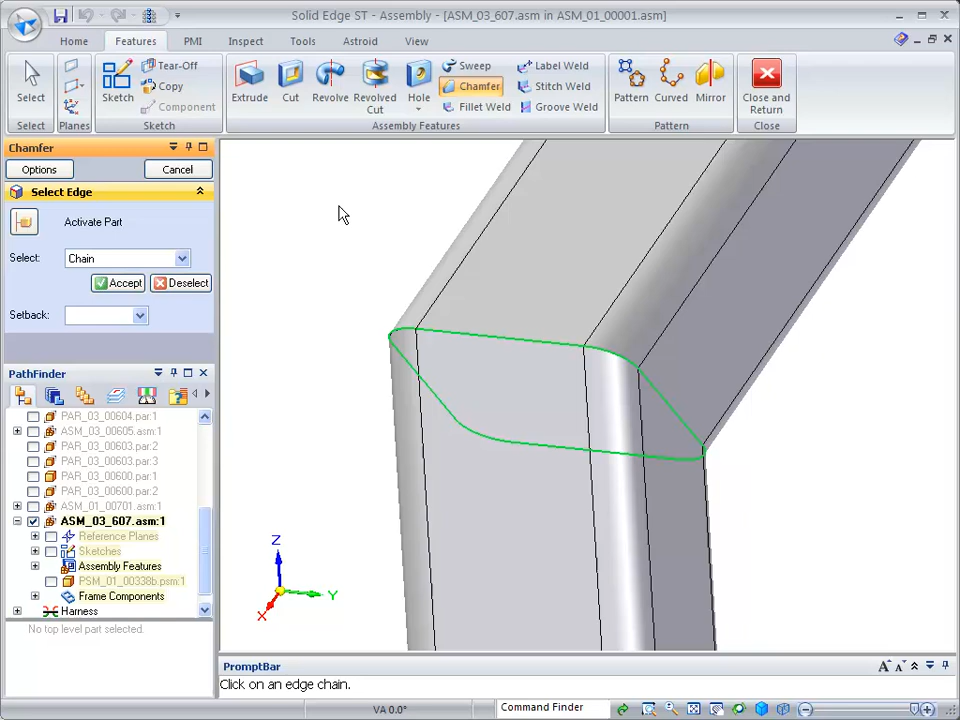 Solid Edge ST - Assembly - [ASM_03_607.asm in ASM_01_00001.asm]
Home Features PMI Inspect Tools Astroid View
Select
Select
Planes
Sketch
Tear-Off
Copy
Component
Sketch
Extrude
Cut
Revolve
Revolved Cut
Hole
Sweep
Chamfer
Fillet Weld
Label Weld
Stitch Weld
Groove Weld
Assembly Features
Pattern
Curved
Mirror
Pattern
Close and Return
Close
Chamfer
Options
Cancel
Select Edge
Activate Part
Select: Chain
Accept
Deselect
Setback:
PathFinder
PAR_03_00604.par:1
ASM_03_00605.asm:1
PAR_03_00603.par:2
PAR_03_00603.par:3
PAR_03_00600.par:1
PAR_03_00600.par:2
ASM_01_00701.asm:1
ASM_03_607.asm:1
Reference Planes
Sketches
Assembly Features
PSM_01_00338b.psm:1
Frame Components
Harness
No top level part selected.
Z
Y
X
PromptBar
Click on an edge chain.
VA 0.0°
Command Finder